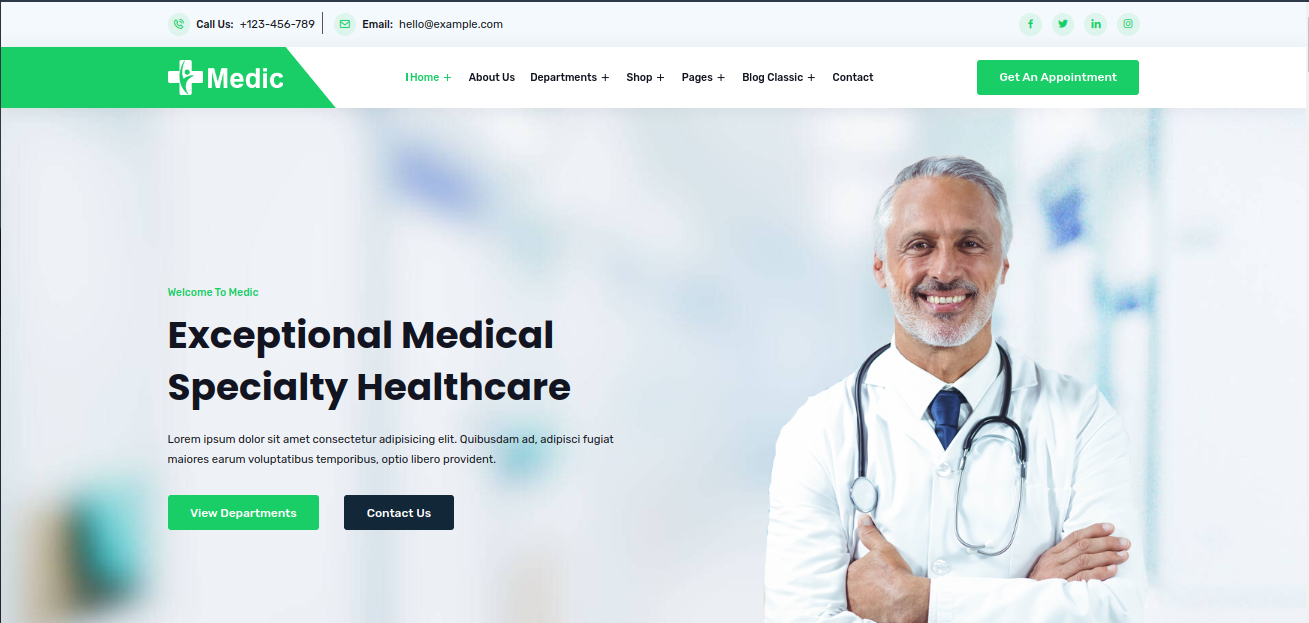 Call Us: +123-456-789 Email: hello@example.com
Medic Home + About Us Departments + Shop + Pages + Blog Classic + Contact Get An Appointment
Welcome To Medic
Exceptional Medical
Specialty Healthcare
Lorem ipsum dolor sit amet consectetur adipisicing elit. Quibusdam ad, adipisci fugiat
maiores earum voluptatibus temporibus, optio libero provident.
View Departments Contact Us